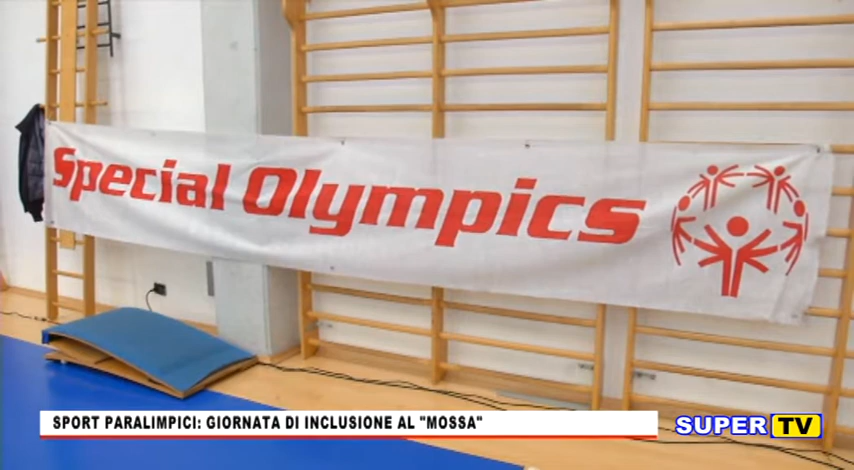 Special Olympics
SPORT PARALIMPICI: GIORNATA DI INCLUSIONE AL "MOSSA"
SUPER TV